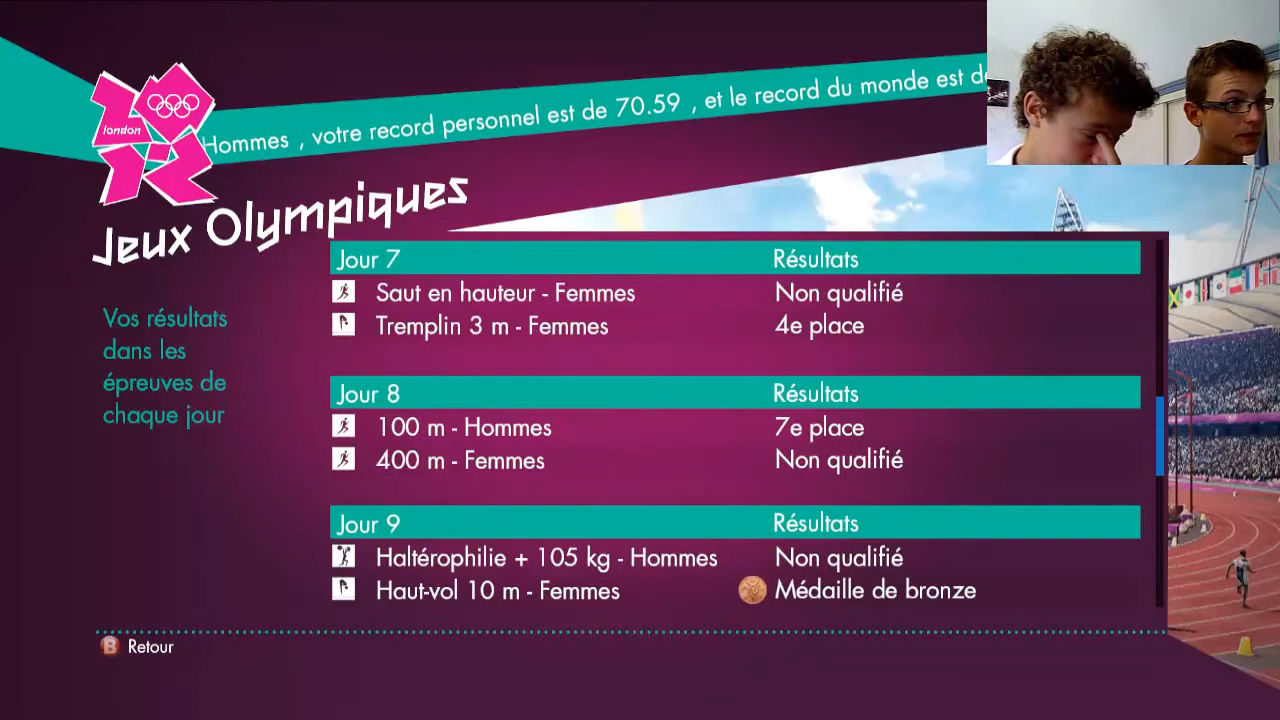 Hommes , votre record personnel est de 70.59 , et le record du monde est de
london
Jeux Olympiques
Vos résultats
dans les
épreuves de
chaque jour
Jour 7 Résultats
Saut en hauteur - Femmes Non qualifié
Tremplin 3 m - Femmes 4e place
Jour 8 Résultats
100 m - Hommes 7e place
400 m - Femmes Non qualifié
Jour 9 Résultats
Haltérophilie + 105 kg - Hommes Non qualifié
Haut-vol 10 m - Femmes Médaille de bronze
B Retour